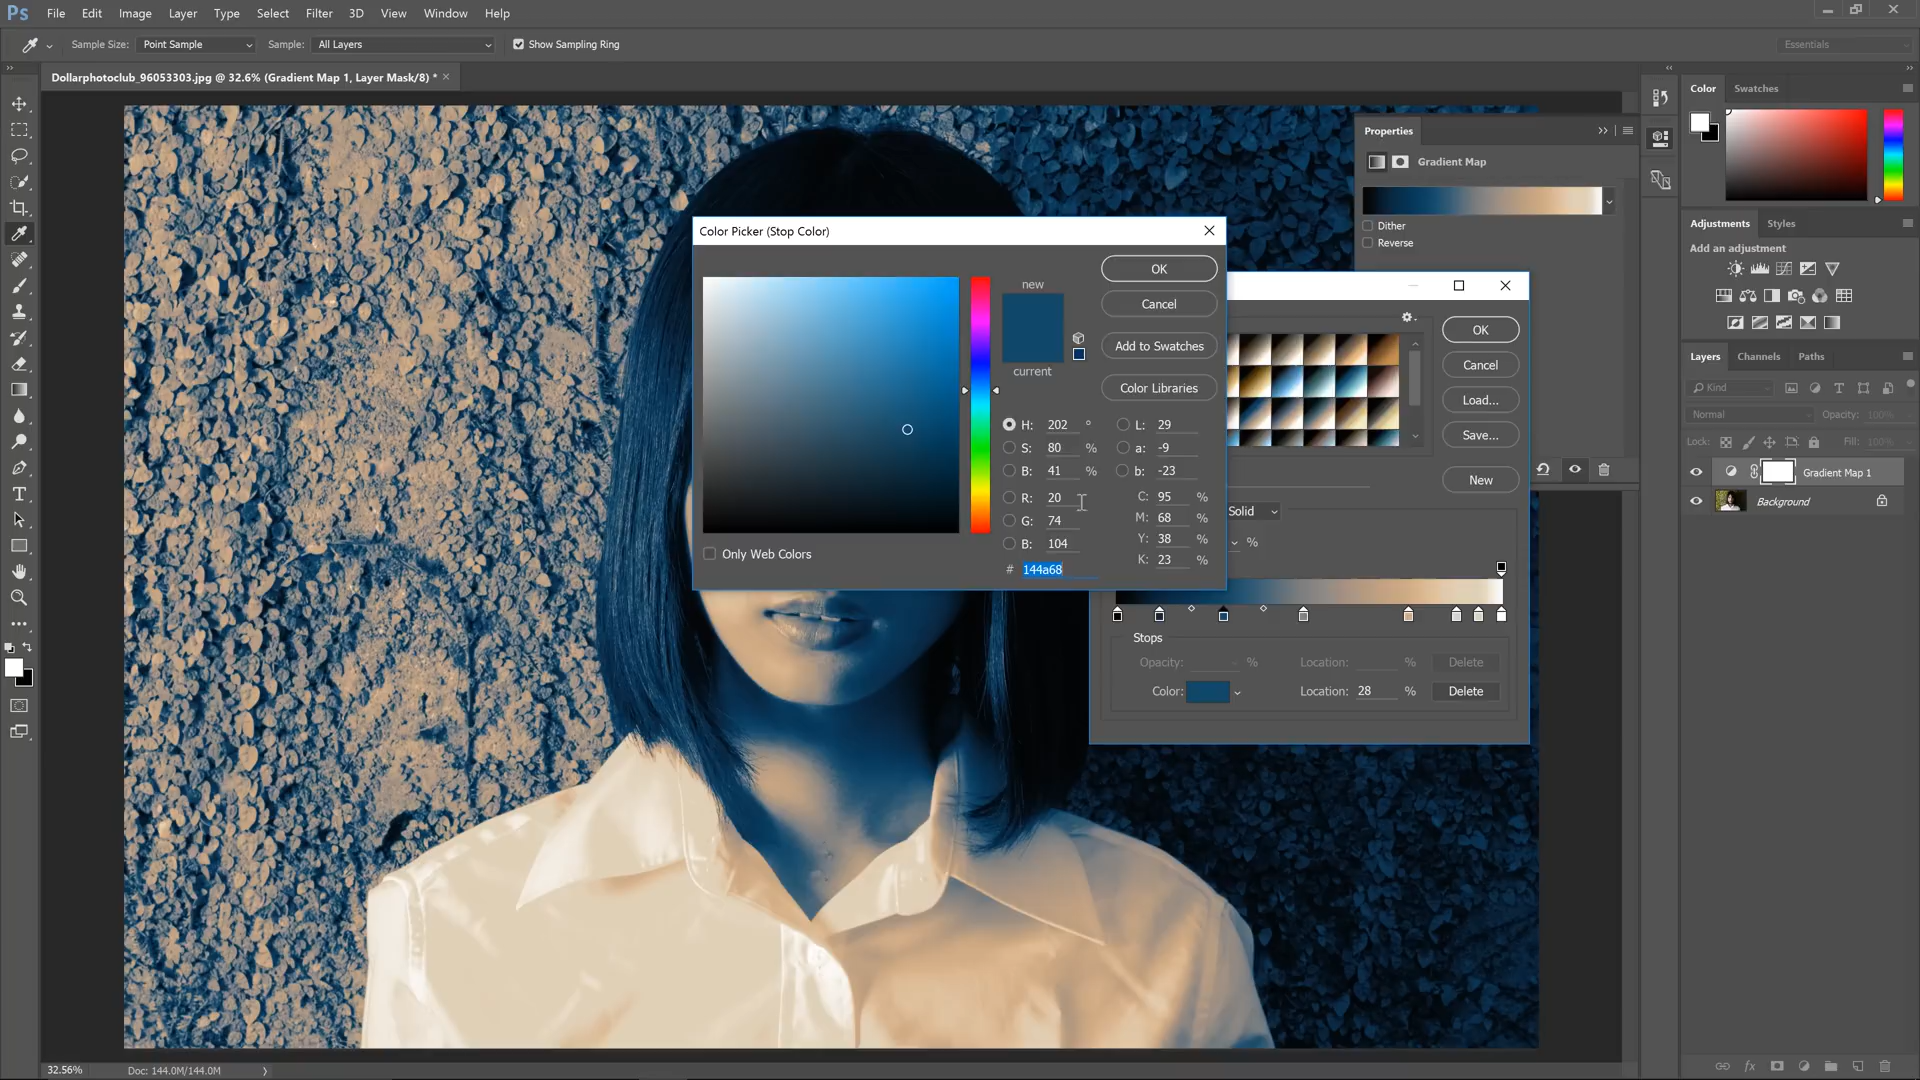 Ps File Edit Image Layer Type Select Filter 3D View Window Help
Sample Size: Point Sample Sample: All Layers Show Sampling Ring Essentials
Dollarphotoclub_96053303.jpg @ 32.6% (Gradient Map 1, Layer Mask/8) * ×
Color Swatches
Properties
Gradient Map
Dither
Reverse
Adjustments Styles
Add an adjustment
Color Picker (Stop Color)
new
current
OK
Cancel
Add to Swatches
Color Libraries
H: 202 °
S: 80 %
B: 41 %
R: 20
G: 74
B: 104
# 144a68
L: 29
a: -9
b: -23
C: 95 %
M: 68 %
Y: 38 %
K: 23 %
Only Web Colors
OK
Cancel
Load...
Save...
New
Solid
%
Stops
Opacity: % Location: % Delete
Color: Location: 28 % Delete
Layers Channels Paths
Kind
Normal Opacity: 100%
Lock: Fill: 100%
Gradient Map 1
Background
fx
32.56% Doc: 144.0M/144.0M